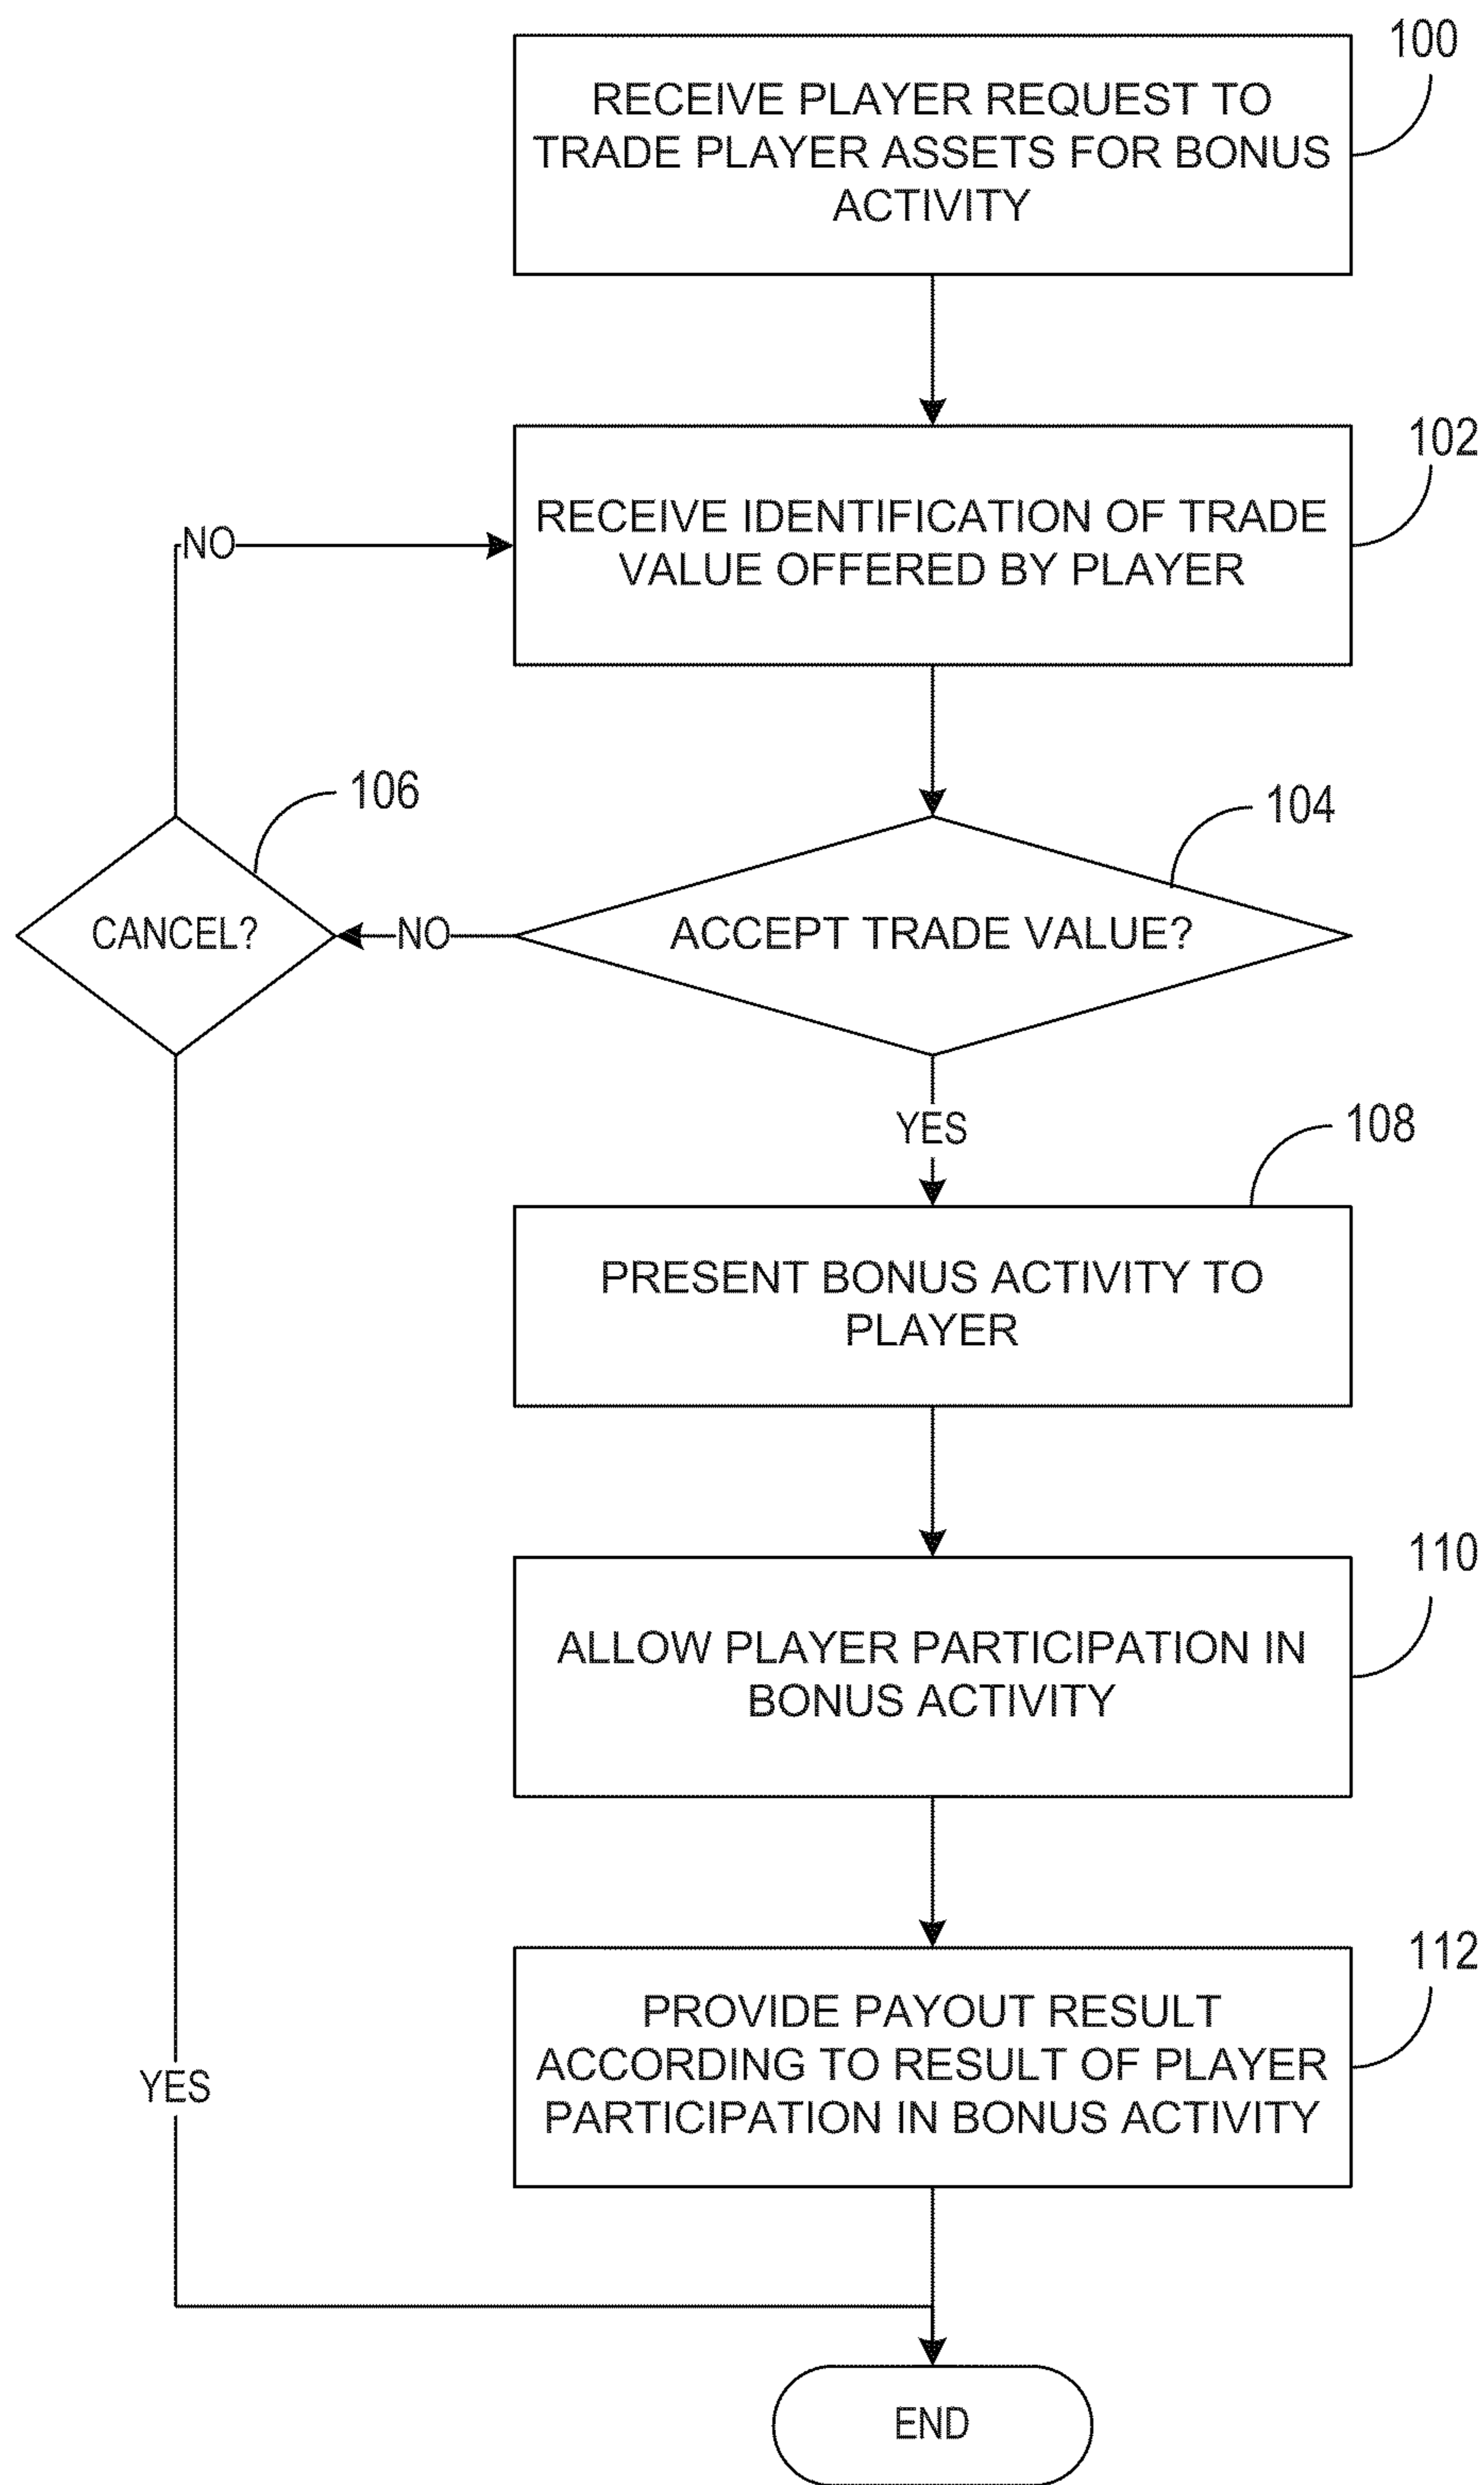 100
RECEIVE PLAYER REQUEST TO
TRADE PLAYER ASSETS FOR BONUS
ACTIVITY
102
RECEIVE IDENTIFICATION OF TRADE
VALUE OFFERED BY PLAYER
NO
106
104
CANCEL?
NO
ACCEPT TRADE VALUE?
YES
108
PRESENT BONUS ACTIVITY TO
PLAYER
110
ALLOW PLAYER PARTICIPATION IN
BONUS ACTIVITY
112
PROVIDE PAYOUT RESULT
ACCORDING TO RESULT OF PLAYER
PARTICIPATION IN BONUS ACTIVITY
YES
END